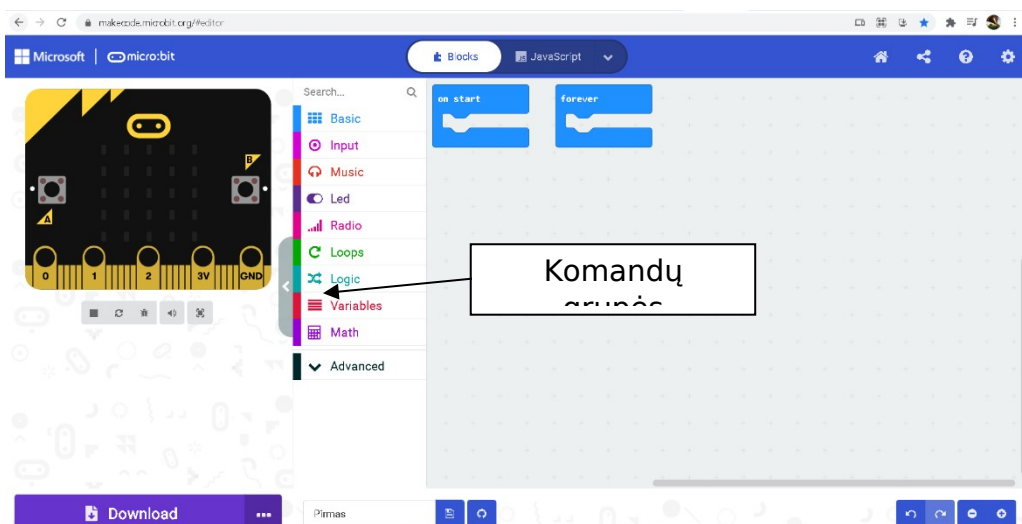 makecode.microbit.org/#editor
Microsoft micro:bit
Blocks JavaScript
Search...
Basic
Input
Music
Led
Radio
Loops
Logic
Variables
Math
Advanced
on start
forever
B
A
0 1 2 3V GND
Komandų
grupės
Download ...
Pirmas